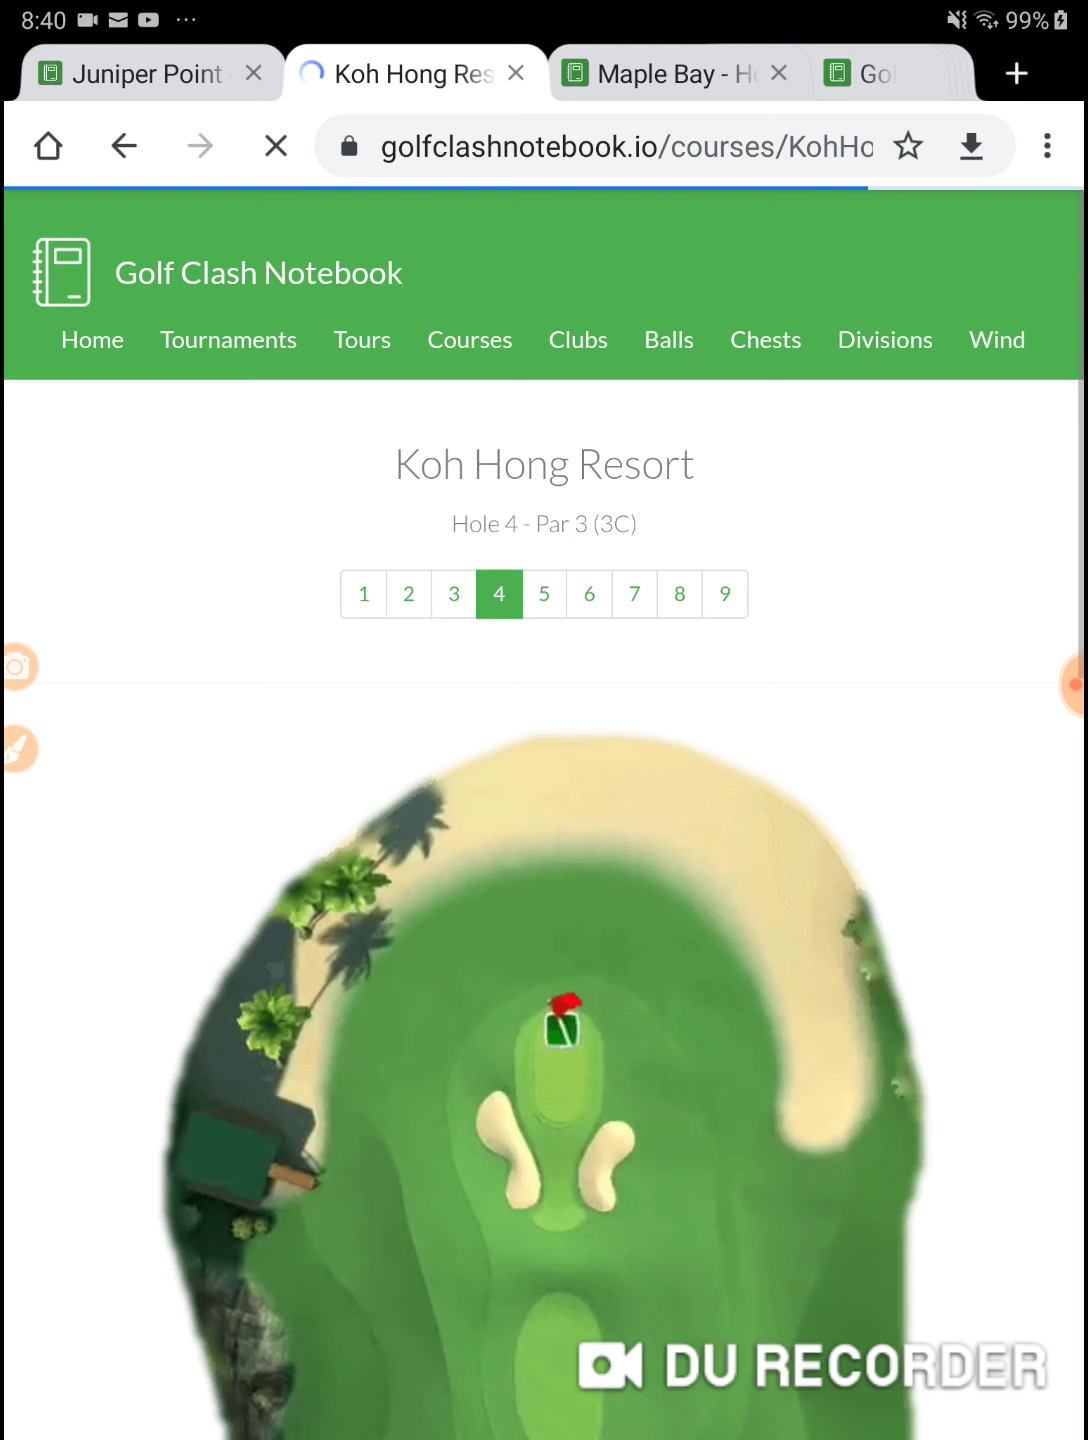 8:40
99%
Juniper Point
Koh Hong Res
Maple Bay - Ho
Go
golfclashnotebook.io/courses/KohHo
Golf Clash Notebook
Home Tournaments Tours Courses Clubs Balls Chests Divisions Wind
Koh Hong Resort
Hole 4 - Par 3 (3C)
1 2 3 4 5 6 7 8 9
DU RECORDER